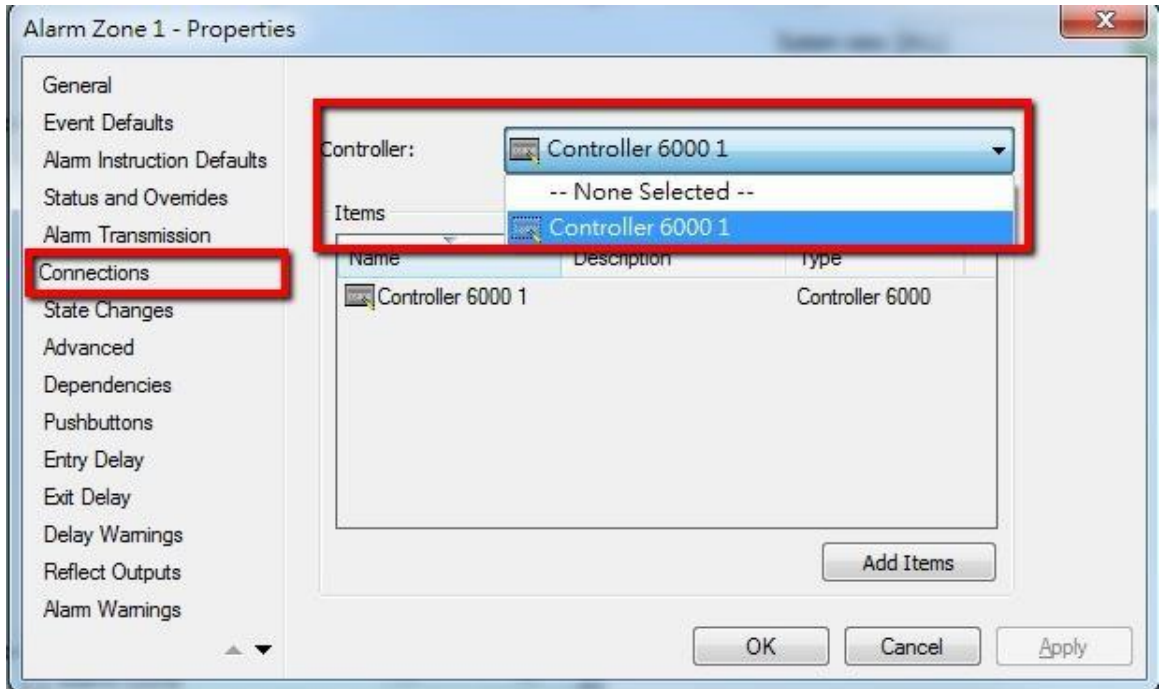 Alarm Zone 1 - Properties
General
Event Defaults
Alarm Instruction Defaults
Status and Overrides
Alarm Transmission
Connections
State Changes
Advanced
Dependencies
Pushbuttons
Entry Delay
Exit Delay
Delay Warnings
Reflect Outputs
Alarm Warnings
Controller: Controller 6000 1
-- None Selected --
Controller 6000 1
Items
Name Description Type
Controller 6000 1 Controller 6000
Add Items
OK Cancel Apply